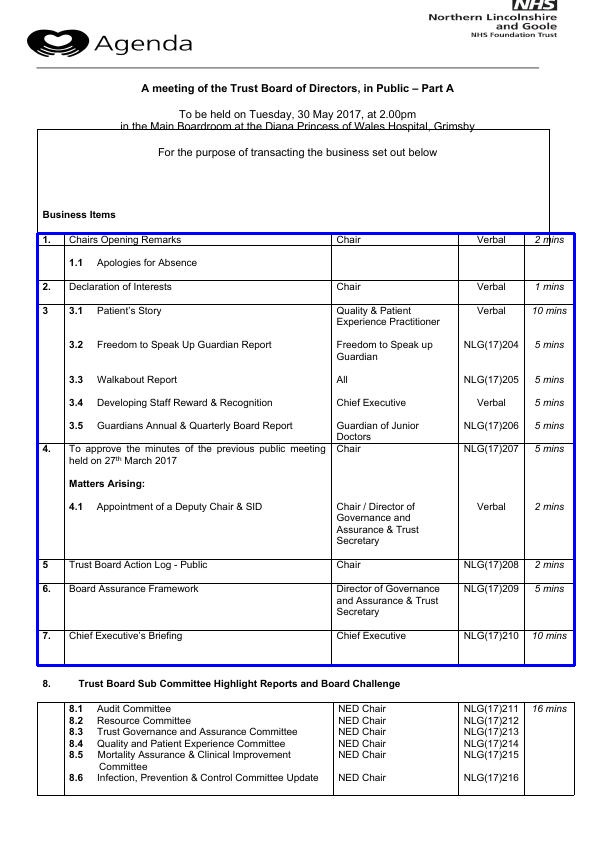 NHS
Northern Lincolnshire
and Goole
NHS Foundation Trust
Agenda
A meeting of the Trust Board of Directors, in Public – Part A
To be held on Tuesday, 30 May 2017, at 2.00pm
in the Main Boardroom at the Diana Princess of Wales Hospital, Grimsby
For the purpose of transacting the business set out below
Business Items
1. Chairs Opening Remarks Chair Verbal 2 mins
1.1 Apologies for Absence
2. Declaration of Interests Chair Verbal 1 mins
3 3.1 Patient's Story Quality & Patient Verbal 10 mins
Experience Practitioner
3.2 Freedom to Speak Up Guardian Report Freedom to Speak up NLG(17)204 5 mins
Guardian
3.3 Walkabout Report All NLG(17)205 5 mins
3.4 Developing Staff Reward & Recognition Chief Executive Verbal 5 mins
3.5 Guardians Annual & Quarterly Board Report Guardian of Junior NLG(17)206 5 mins
Doctors
4. To approve the minutes of the previous public meeting Chair NLG(17)207 5 mins
held on 27th March 2017
Matters Arising:
4.1 Appointment of a Deputy Chair & SID Chair / Director of Verbal 2 mins
Governance and
Assurance & Trust
Secretary
5 Trust Board Action Log - Public Chair NLG(17)208 2 mins
6. Board Assurance Framework Director of Governance NLG(17)209 5 mins
and Assurance & Trust
Secretary
7. Chief Executive's Briefing Chief Executive NLG(17)210 10 mins
8. Trust Board Sub Committee Highlight Reports and Board Challenge
8.1 Audit Committee NED Chair NLG(17)211 16 mins
8.2 Resource Committee NED Chair NLG(17)212
8.3 Trust Governance and Assurance Committee NED Chair NLG(17)213
8.4 Quality and Patient Experience Committee NED Chair NLG(17)214
8.5 Mortality Assurance & Clinical Improvement NED Chair NLG(17)215
Committee
8.6 Infection, Prevention & Control Committee Update NED Chair NLG(17)216